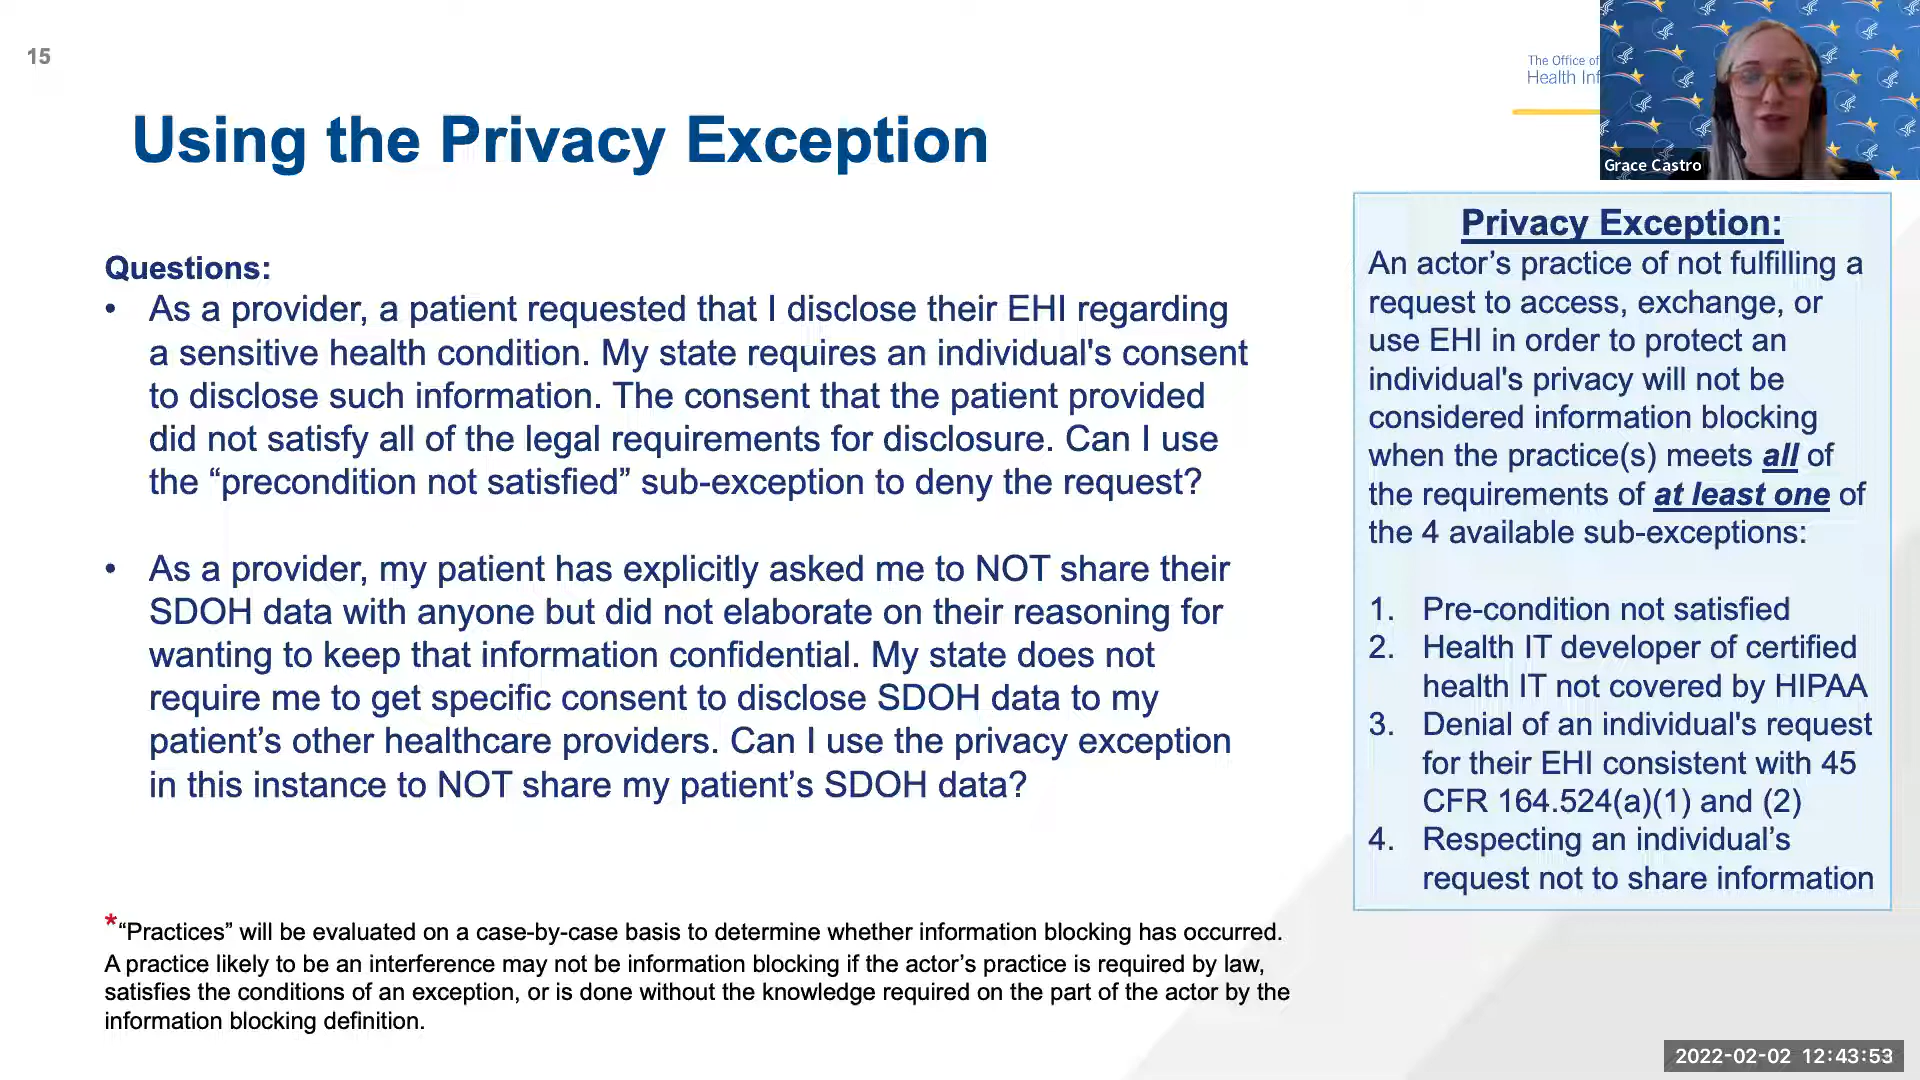 15
The Office of
Health Inf
Grace Castro
Using the Privacy Exception
Questions:
• As a provider, a patient requested that I disclose their EHI regarding
a sensitive health condition. My state requires an individual's consent
to disclose such information. The consent that the patient provided
did not satisfy all of the legal requirements for disclosure. Can I use
the “precondition not satisfied” sub-exception to deny the request?
• As a provider, my patient has explicitly asked me to NOT share their
SDOH data with anyone but did not elaborate on their reasoning for
wanting to keep that information confidential. My state does not
require me to get specific consent to disclose SDOH data to my
patient’s other healthcare providers. Can I use the privacy exception
in this instance to NOT share my patient’s SDOH data?
*“Practices” will be evaluated on a case-by-case basis to determine whether information blocking has occurred.
A practice likely to be an interference may not be information blocking if the actor’s practice is required by law,
satisfies the conditions of an exception, or is done without the knowledge required on the part of the actor by the
information blocking definition.
Privacy Exception:
An actor’s practice of not fulfilling a
request to access, exchange, or
use EHI in order to protect an
individual's privacy will not be
considered information blocking
when the practice(s) meets all of
the requirements of at least one of
the 4 available sub-exceptions:
1. Pre-condition not satisfied
2. Health IT developer of certified
health IT not covered by HIPAA
3. Denial of an individual's request
for their EHI consistent with 45
CFR 164.524(a)(1) and (2)
4. Respecting an individual’s
request not to share information
2022-02-02 12:43:53